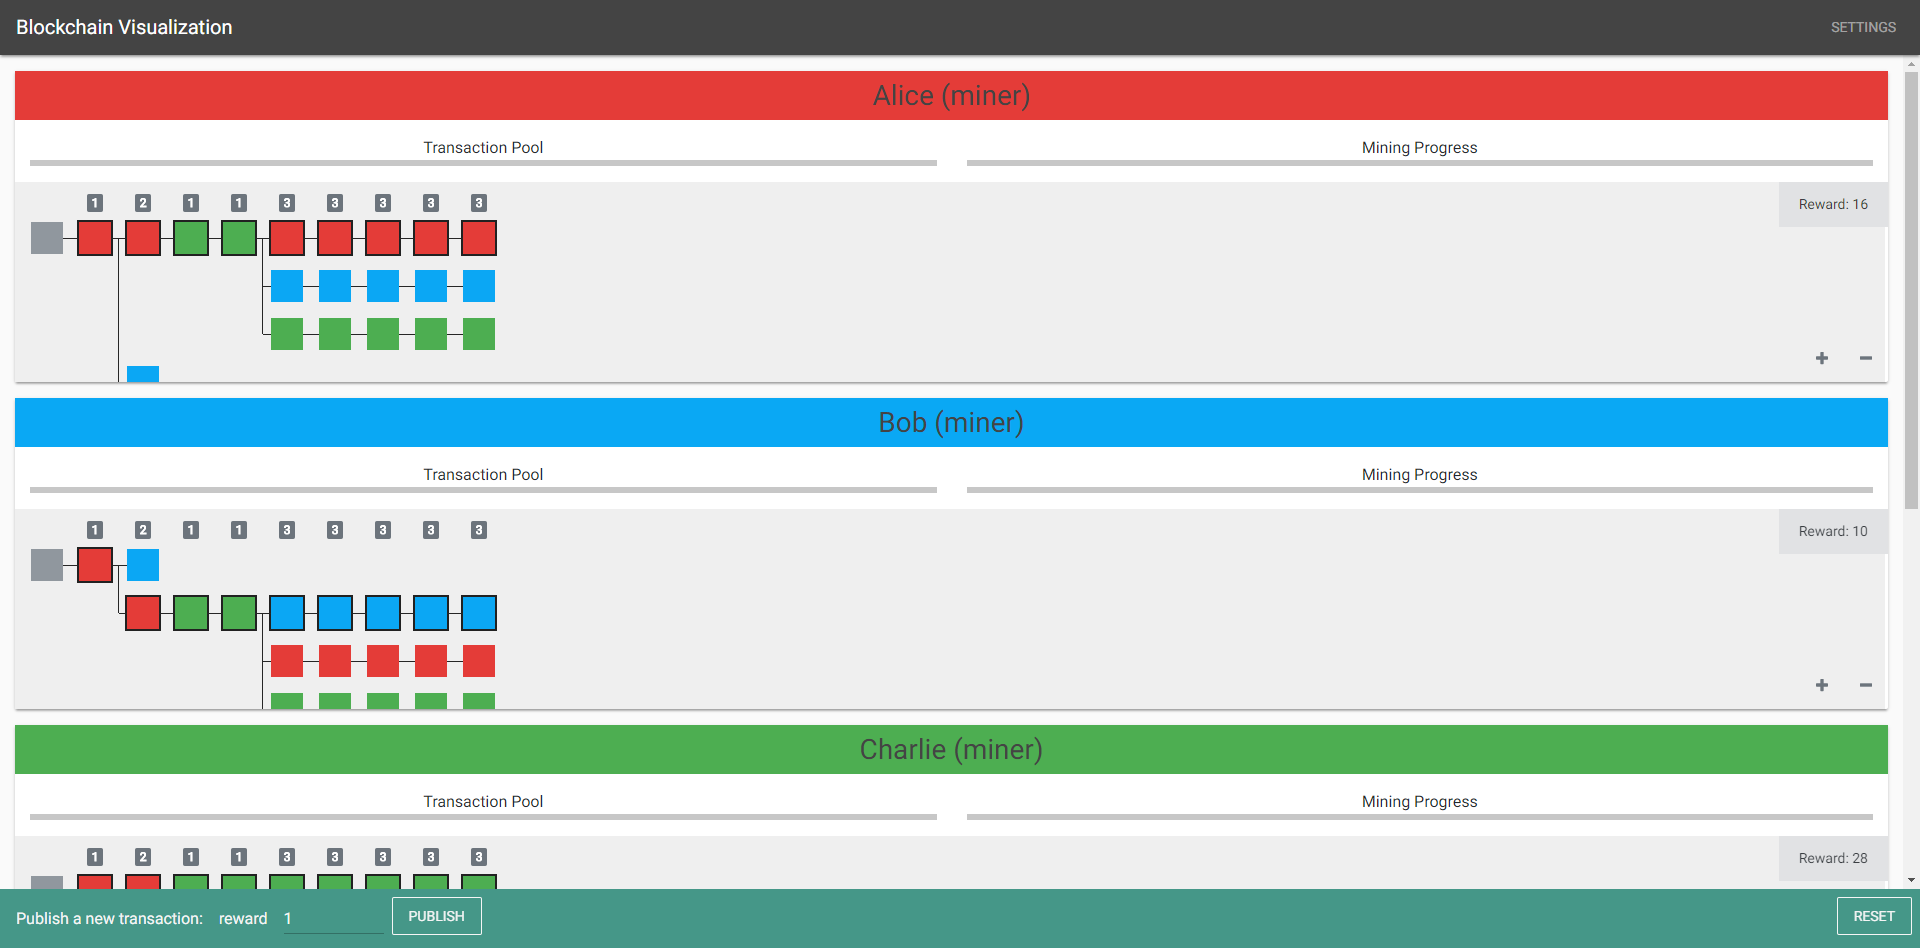 Blockchain Visualization
SETTINGS
Alice (miner)
Transaction Pool
Mining Progress
1 2 1 1 3 3 3 3 3
Reward: 16
Bob (miner)
Transaction Pool
Mining Progress
1 2 1 1 3 3 3 3 3
Reward: 10
Charlie (miner)
Transaction Pool
Mining Progress
1 2 1 1 3 3 3 3 3
Reward: 28
Publish a new transaction: reward 1 PUBLISH
RESET